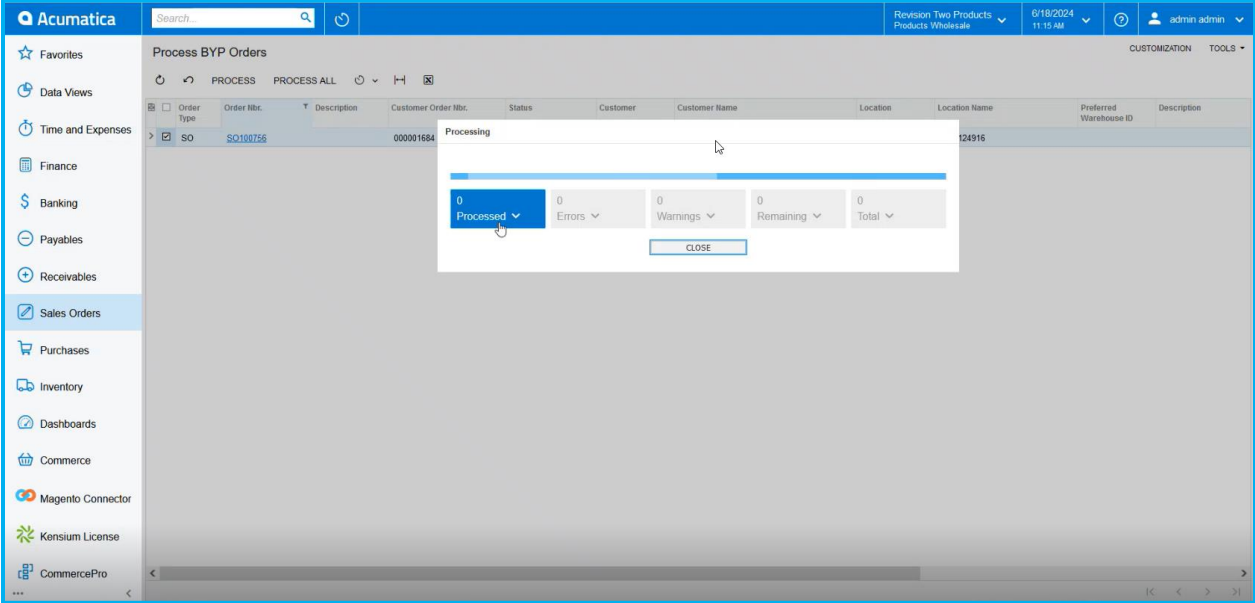 Acumatica
Search...
Revision Two Products
Products Wholesale
6/18/2024
11:15 AM
admin admin
Favorites
Data Views
Time and Expenses
Finance
Banking
Payables
Receivables
Sales Orders
Purchases
Inventory
Dashboards
Commerce
Magento Connector
Kensium License
CommercePro
Process BYP Orders
CUSTOMIZATION TOOLS
PROCESS PROCESS ALL
Order Type Order Nbr. Description Customer Order Nbr. Status Customer Customer Name Location Location Name Preferred Warehouse ID Description
SO SO100756 000001684 124916
Processing
0 0 0 0 0
Processed Errors Warnings Remaining Total
CLOSE